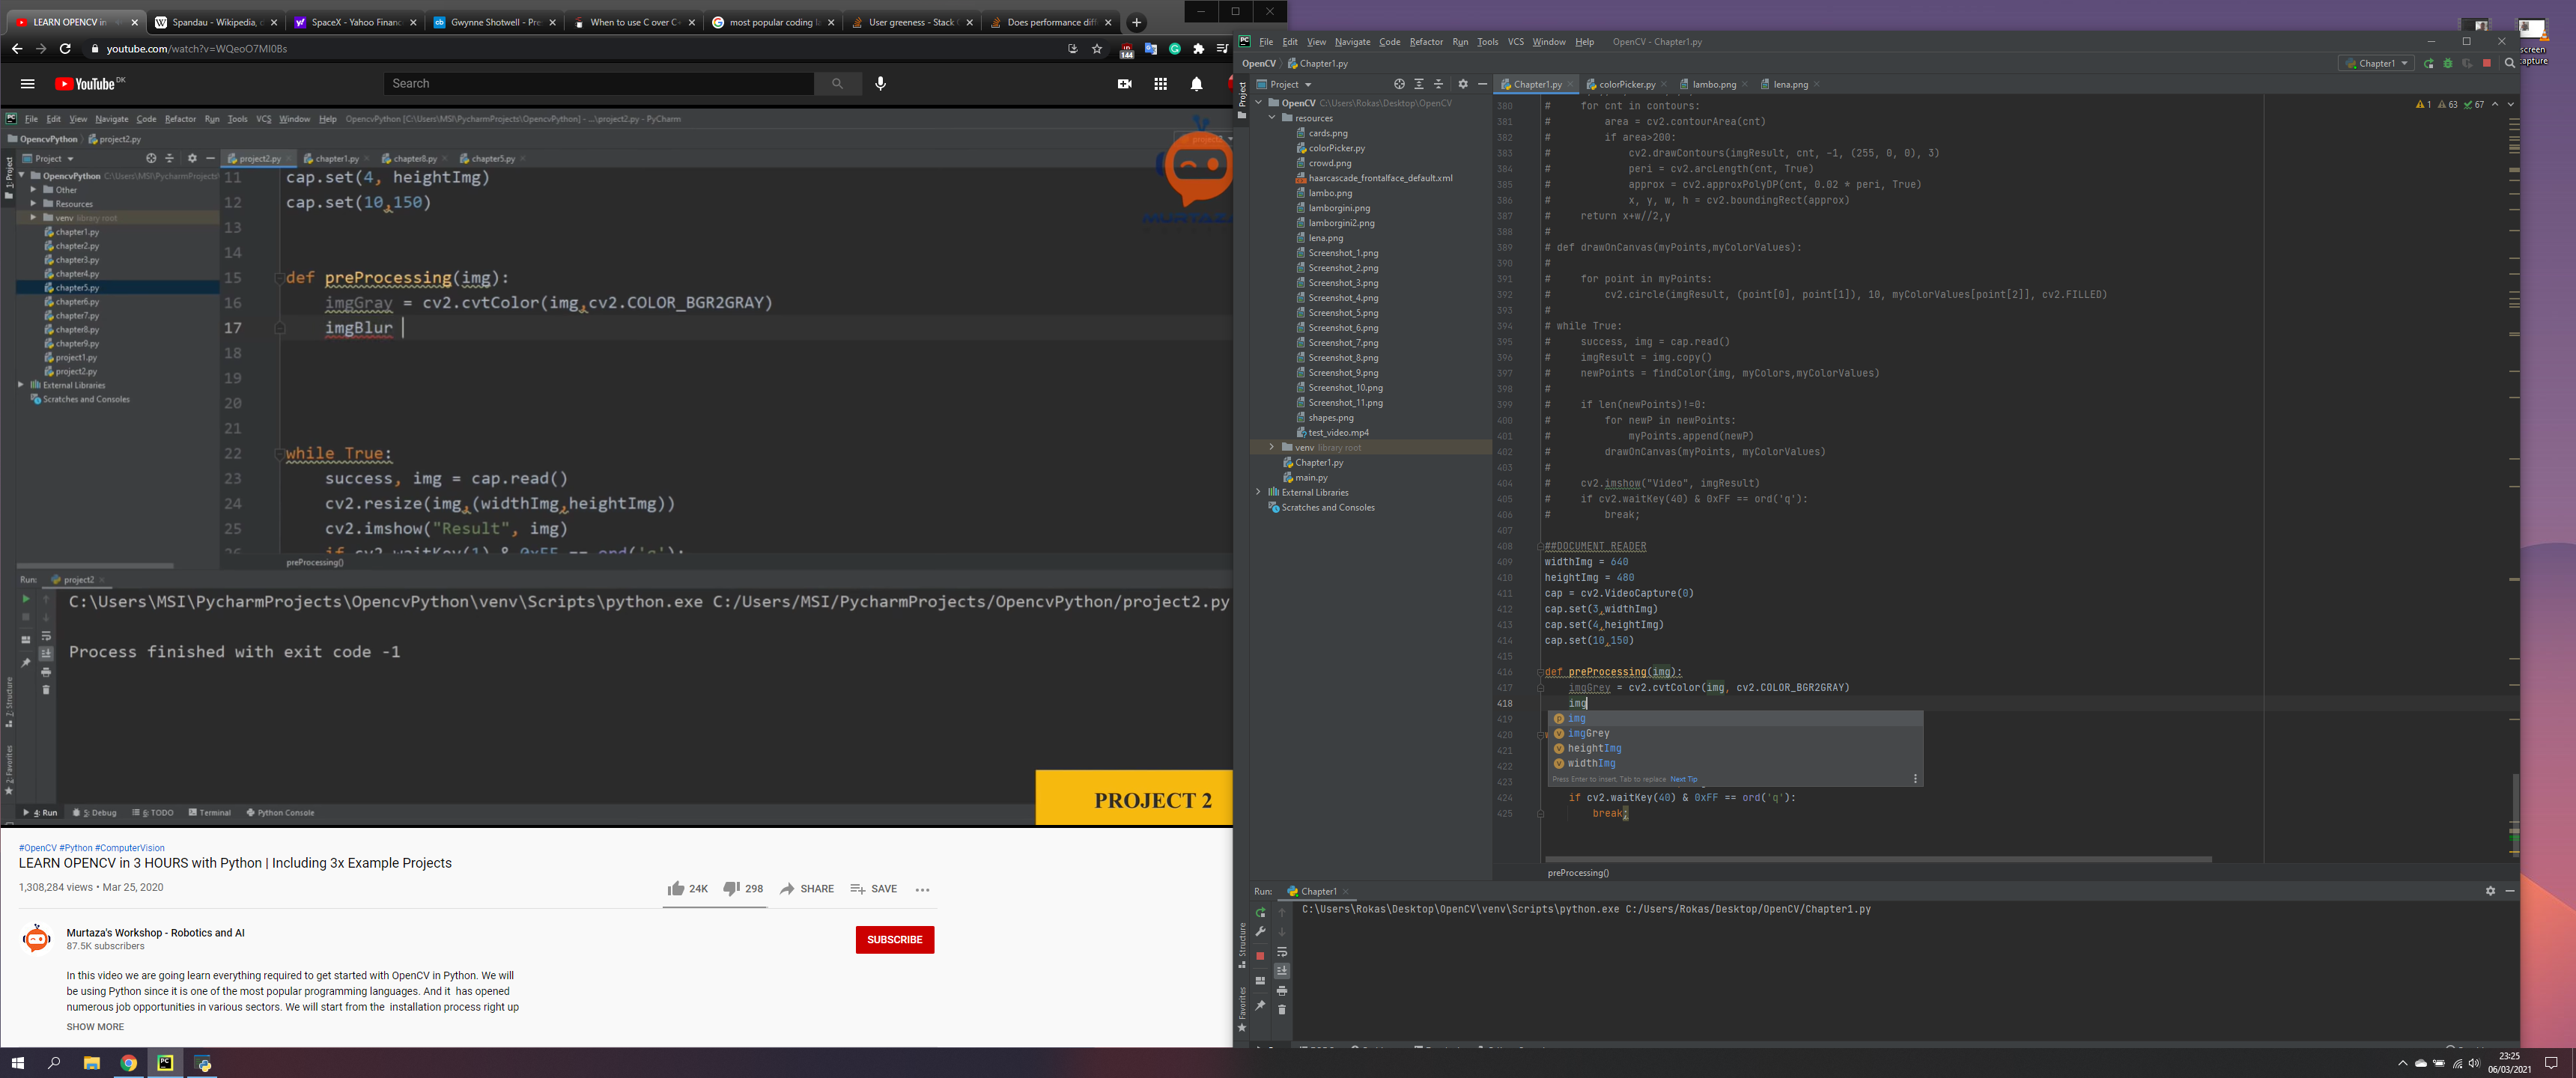 LEARN OPENCV in
Spandau - Wikipedia, d
SpaceX - Yahoo Financ
Gwynne Shotwell - Pre
When to use C over C+
most popular coding la
User greeness - Stack
Does performance diff
youtube.com/watch?v=WQeoO7MI0Bs
144
YouTube DK
Search
File Edit View Navigate Code Refactor Run Tools VCS Window Help OpencvPython [C:\Users\MSI\PycharmProjects\OpencvPython] - ...\project2.py - PyCharm
OpencvPython project2.py
Project
project2.py chapter1.py chapter8.py chapter5.py
1: Project
OpencvPython C:\Users\MSI\PycharmProjects\
Other
Resources
venv library root
chapter1.py
chapter2.py
chapter3.py
chapter4.py
chapter5.py
chapter6.py
chapter7.py
chapter8.py
chapter9.py
project1.py
project2.py
External Libraries
Scratches and Consoles
11 cap.set(4, heightImg)
12 cap.set(10,150)
13
14
15 def preProcessing(img):
16 imgGray = cv2.cvtColor(img,cv2.COLOR_BGR2GRAY)
17 imgBlur
18
19
20
21
22 while True:
23 success, img = cap.read()
24 cv2.resize(img,(widthImg,heightImg))
25 cv2.imshow("Result", img)
26 if cv2.waitKey(1) & 0xFF == ord('q'):
preProcessing()
Run: project2
C:\Users\MSI\PycharmProjects\OpencvPython\venv\Scripts\python.exe C:/Users/MSI/PycharmProjects/OpencvPython/project2.py
Process finished with exit code -1
Z: Structure
2: Favorites
PROJECT 2
4: Run 5: Debug 6: TODO Terminal Python Console
#OpenCV #Python #ComputerVision
LEARN OPENCV in 3 HOURS with Python | Including 3x Example Projects
1,308,284 views • Mar 25, 2020
24K 298 SHARE SAVE
Murtaza's Workshop - Robotics and AI
87.5K subscribers
SUBSCRIBE
In this video we are going learn everything required to get started with OpenCV in Python. We will
be using Python since it is one of the most popular programming languages. And it has opened
numerous job opportunities in various sectors. We will start from the installation process right up
SHOW MORE
PC File Edit View Navigate Code Refactor Run Tools VCS Window Help OpenCV - Chapter1.py
OpenCV Chapter1.py
Chapter1
Project
Chapter1.py colorPicker.py lambo.png lena.png
Project
OpenCV C:\Users\Rokas\Desktop\OpenCV
resources
cards.png
colorPicker.py
crowd.png
haarcascade_frontalface_default.xml
lambo.png
lamborgini.png
lamborgini2.png
lena.png
Screenshot_1.png
Screenshot_2.png
Screenshot_3.png
Screenshot_4.png
Screenshot_5.png
Screenshot_6.png
Screenshot_7.png
Screenshot_8.png
Screenshot_9.png
Screenshot_10.png
Screenshot_11.png
shapes.png
test_video.mp4
venv library root
Chapter1.py
main.py
External Libraries
Scratches and Consoles
1 63 67
380 # for cnt in contours:
381 # area = cv2.contourArea(cnt)
382 # if area>200:
383 # cv2.drawContours(imgResult, cnt, -1, (255, 0, 0), 3)
384 # peri = cv2.arcLength(cnt, True)
385 # approx = cv2.approxPolyDP(cnt, 0.02 * peri, True)
386 # x, y, w, h = cv2.boundingRect(approx)
387 # return x+w//2,y
388 #
389 # def drawOnCanvas(myPoints,myColorValues):
390 #
391 # for point in myPoints:
392 # cv2.circle(imgResult, (point[0], point[1]), 10, myColorValues[point[2]], cv2.FILLED)
393 #
394 # while True:
395 # success, img = cap.read()
396 # imgResult = img.copy()
397 # newPoints = findColor(img, myColors,myColorValues)
398 #
399 # if len(newPoints)!=0:
400 # for newP in newPoints:
401 # myPoints.append(newP)
402 # drawOnCanvas(myPoints, myColorValues)
403 #
404 # cv2.imshow("Video", imgResult)
405 # if cv2.waitKey(40) & 0xFF == ord('q'):
406 # break;
407
408 ##DOCUMENT READER
409 widthImg = 640
410 heightImg = 480
411 cap = cv2.VideoCapture(0)
412 cap.set(3,widthImg)
413 cap.set(4,heightImg)
414 cap.set(10,150)
415
416 def preProcessing(img):
417 imgGrey = cv2.cvtColor(img, cv2.COLOR_BGR2GRAY)
418 img
419 img
imgGrey
420 w
421 heightImg
422 widthImg
423 Press Enter to insert, Tab to replace Next Tip
424 if cv2.waitKey(40) & 0xFF == ord('q'):
425 break;
preProcessing()
Run: Chapter1
C:\Users\Rokas\Desktop\OpenCV\venv\Scripts\python.exe C:/Users/Rokas/Desktop/OpenCV/Chapter1.py
Structure
Favorites
screen
capture
23:25
06/03/2021